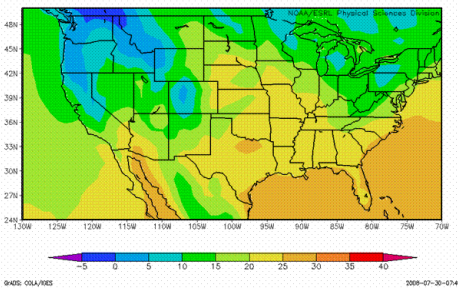 NOAA/ESRL Physical Sciences Division
48N
45N
42N
39N
36N
33N
30N
27N
24N
130W 125W 120W 115W 110W 105W 100W 95W 90W 85W 80W 75W 70W
-5 0 5 10 15 20 25 30 35 40
GrADS: COLA/IGES 2008-07-30-07:4